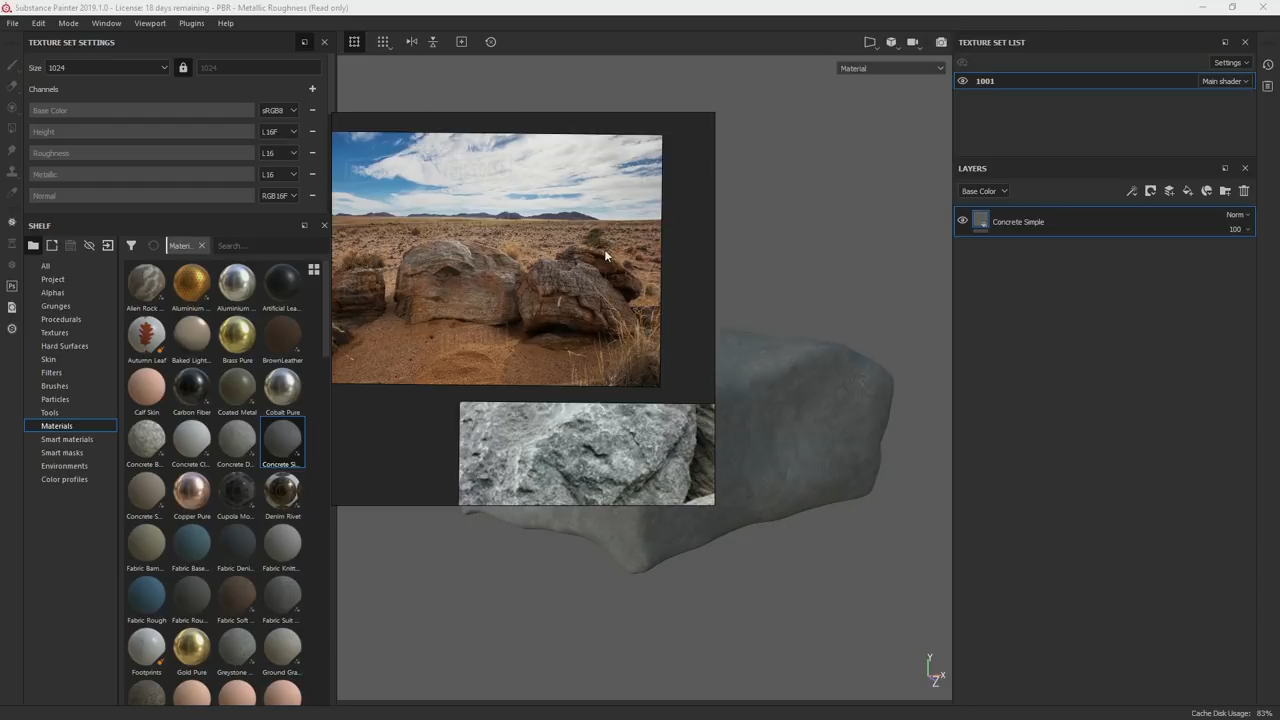 Substance Painter 2019.1.0 - License: 18 days remaining - PBR - Metallic Roughness (Read only)
File Edit Mode Window Viewport Plugins Help
TEXTURE SET SETTINGS
Size 1024 1024
Channels
Base Color sRGB8
Height L16F
Roughness L16
Metallic L16
Normal RGB16F
SHELF
Materi... Search...
All
Project
Alphas
Grunges
Procedurals
Textures
Hard Surfaces
Skin
Filters
Brushes
Particles
Tools
Materials
Smart materials
Smart masks
Environments
Color profiles
Alien Rock ... Aluminium ... Aluminium ... Artificial Lea...
Autumn Leaf Baked Light... Brass Pure BrownLeather
Calf Skin Carbon Fiber Coated Metal Cobalt Pure
Concrete B... Concrete Cl... Concrete D... Concrete Si...
Concrete S... Copper Pure Cupola Mo... Denim Rivet
Fabric Bam... Fabric Base... Fabric Deni... Fabric Knitt...
Fabric Rough Fabric Rou... Fabric Soft ... Fabric Suit ...
Footprints Gold Pure Greystone ... Ground Gra...
Material
Y
X
Z
TEXTURE SET LIST
Settings
1001 Main shader
LAYERS
Base Color
Concrete Simple Norm
100
Ps
Cache Disk Usage: 83%